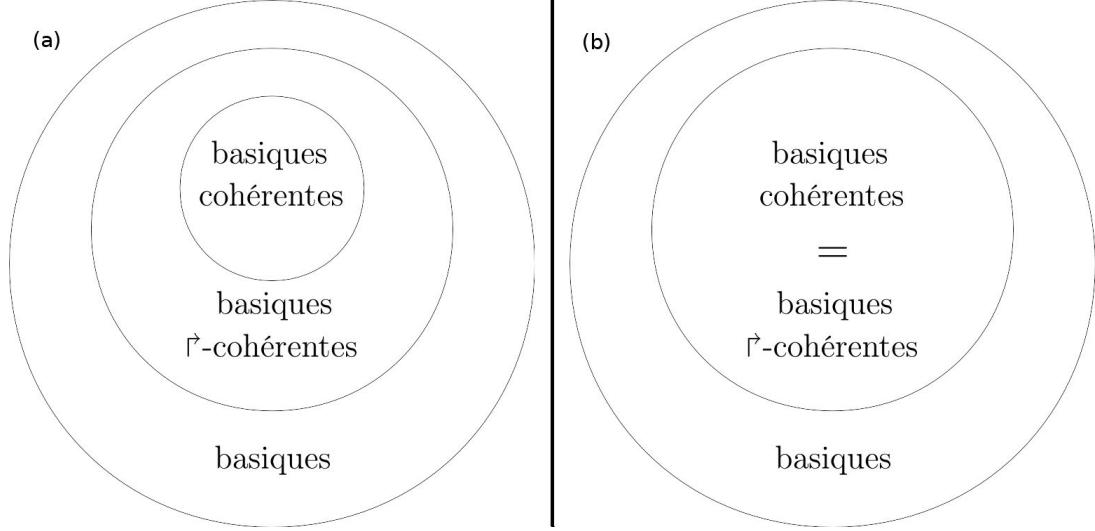 (a)
basiques
cohérentes
basiques
↱-cohérentes
basiques
(b)
basiques
cohérentes
=
basiques
↱-cohérentes
basiques